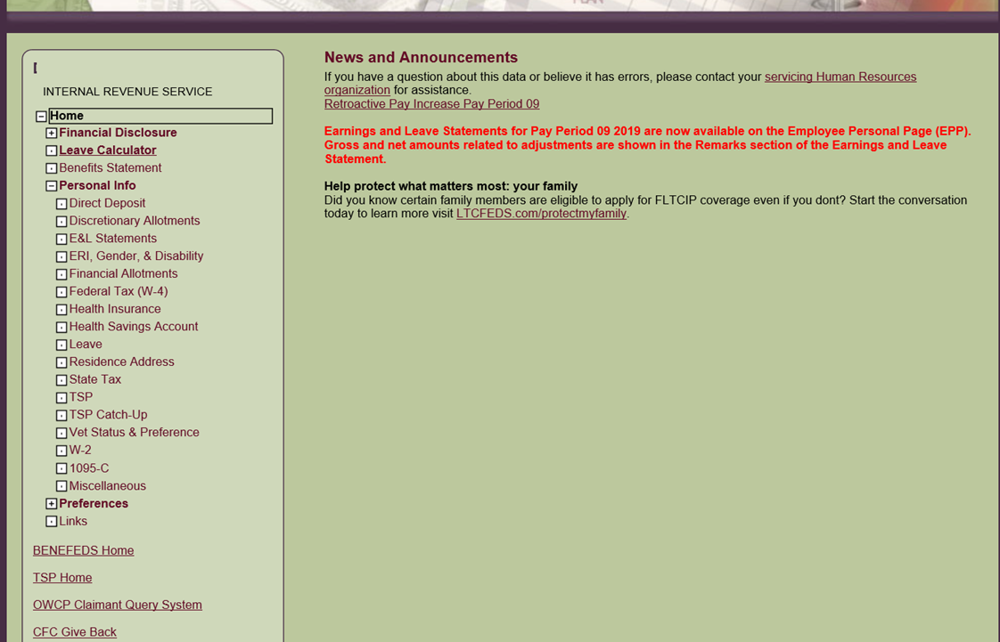 INTERNAL REVENUE SERVICE
Home
Financial Disclosure
Leave Calculator
Benefits Statement
Personal Info
Direct Deposit
Discretionary Allotments
E&L Statements
ERI, Gender, & Disability
Financial Allotments
Federal Tax (W-4)
Health Insurance
Health Savings Account
Leave
Residence Address
State Tax
TSP
TSP Catch-Up
Vet Status & Preference
W-2
1095-C
Miscellaneous
Preferences
Links
BENEFEDS Home
TSP Home
OWCP Claimant Query System
CFC Give Back
News and Announcements
If you have a question about this data or believe it has errors, please contact your servicing Human Resources
organization for assistance.
Retroactive Pay Increase Pay Period 09
Earnings and Leave Statements for Pay Period 09 2019 are now available on the Employee Personal Page (EPP).
Gross and net amounts related to adjustments are shown in the Remarks section of the Earnings and Leave
Statement.
Help protect what matters most: your family
Did you know certain family members are eligible to apply for FLTCIP coverage even if you dont? Start the conversation
today to learn more visit LTCFEDS.com/protectmyfamily.